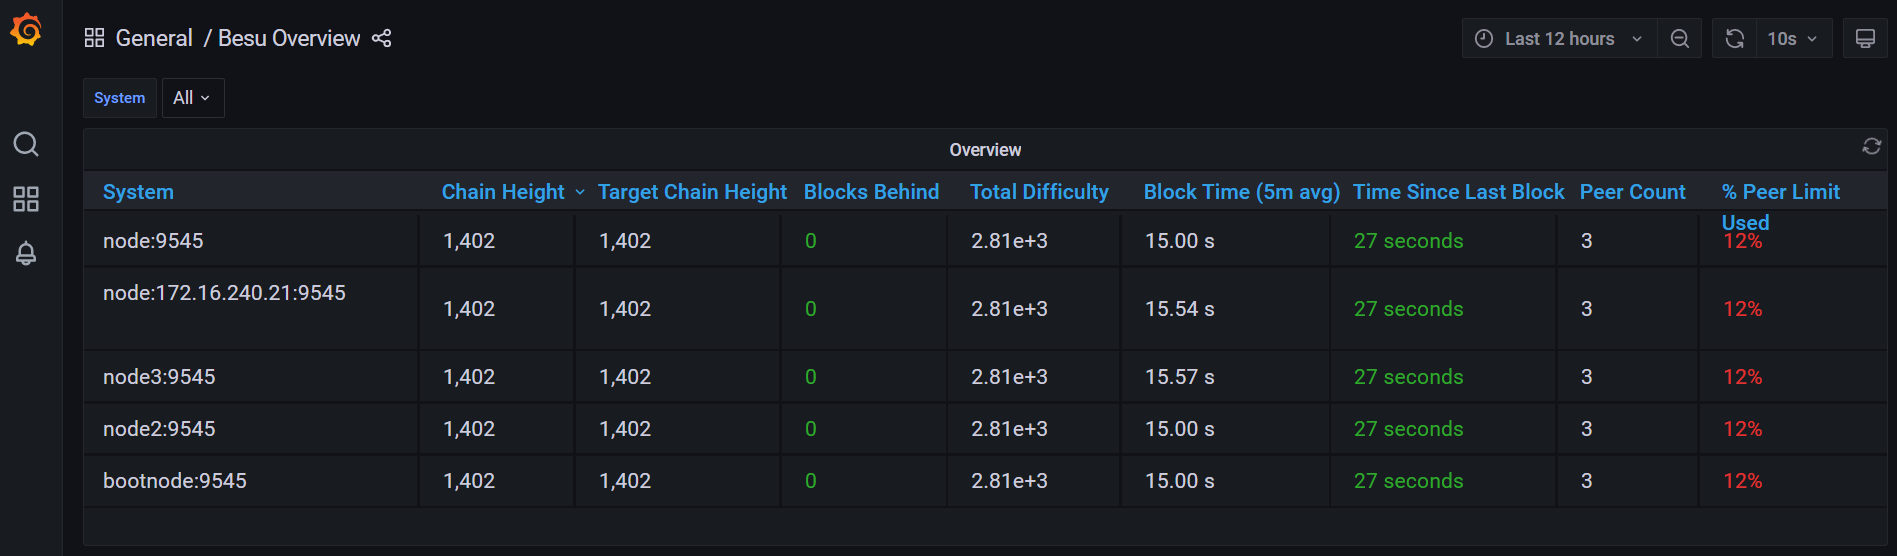 General / Besu Overview
Last 12 hours
10s
System
All
Overview
System Chain Height Target Chain Height Blocks Behind Total Difficulty Block Time (5m avg) Time Since Last Block Peer Count % Peer Limit Used
node:9545 1,402 1,402 0 2.81e+3 15.00 s 27 seconds 3 12%
node:172.16.240.21:9545 1,402 1,402 0 2.81e+3 15.54 s 27 seconds 3 12%
node3:9545 1,402 1,402 0 2.81e+3 15.57 s 27 seconds 3 12%
node2:9545 1,402 1,402 0 2.81e+3 15.00 s 27 seconds 3 12%
bootnode:9545 1,402 1,402 0 2.81e+3 15.00 s 27 seconds 3 12%